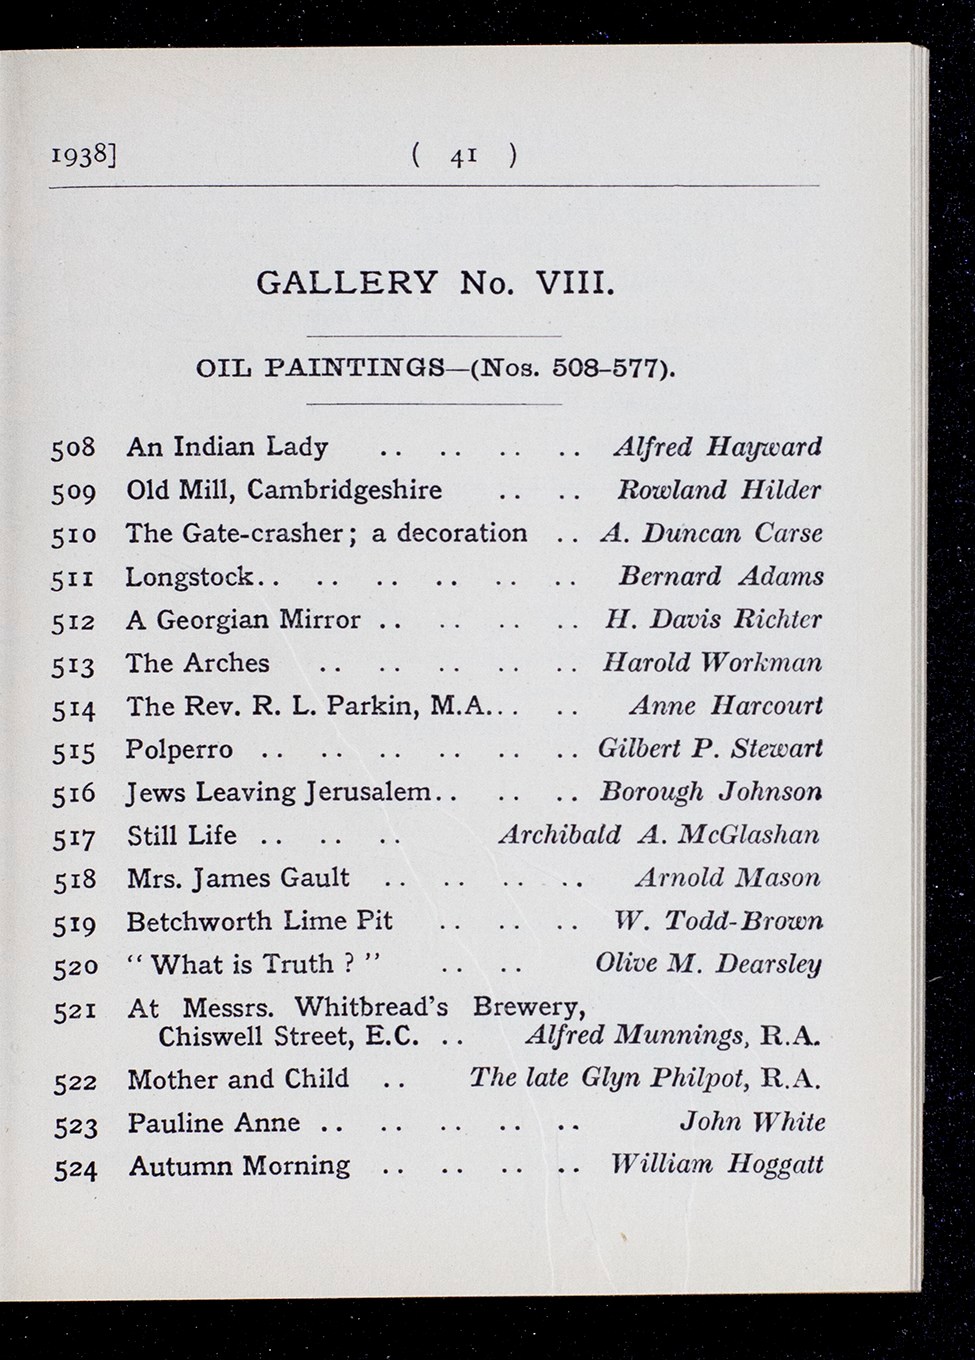 1938] ( 41 )
GALLERY No. VIII.
OIL PAINTINGS—(Nos. 508–577).
508 An Indian Lady .. .. .. .. Alfred Hayward
509 Old Mill, Cambridgeshire .. .. Rowland Hilder
510 The Gate-crasher; a decoration .. A. Duncan Carse
511 Longstock.. .. .. .. .. .. Bernard Adams
512 A Georgian Mirror .. .. .. .. H. Davis Richter
513 The Arches .. .. .. .. .. Harold Workman
514 The Rev. R. L. Parkin, M.A... .. Anne Harcourt
515 Polperro .. .. .. .. .. .. Gilbert P. Stewart
516 Jews Leaving Jerusalem.. .. .. Borough Johnson
517 Still Life .. .. .. Archibald A. McGlashan
518 Mrs. James Gault .. .. .. .. Arnold Mason
519 Betchworth Lime Pit .. .. .. W. Todd-Brown
520 “ What is Truth ? ” .. .. Olive M. Dearsley
521 At Messrs. Whitbread’s Brewery,
Chiswell Street, E.C. .. Alfred Munnings, R.A.
522 Mother and Child .. The late Glyn Philpot, R.A.
523 Pauline Anne .. .. .. .. .. John White
524 Autumn Morning .. .. .. .. William Hoggatt